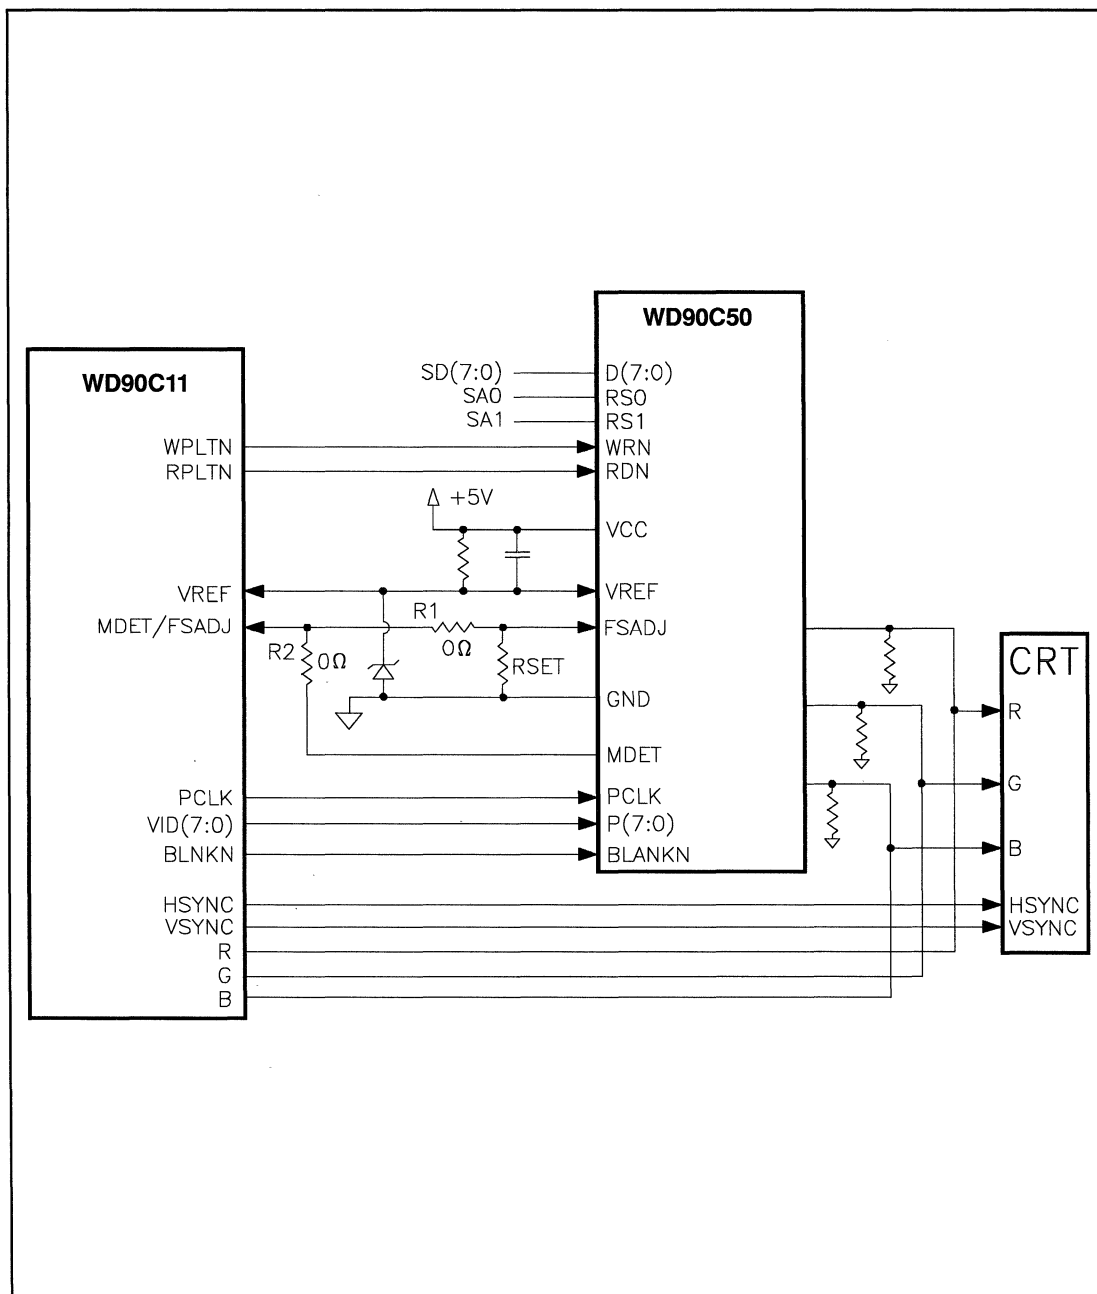 WD90C50
WD90C11
SD(7:0)
D(7:0)
SA0
RS0
SA1
RS1
WPLTN
WRN
RPLTN
RDN
+5V
VCC
VREF
VREF
R1
MDET/FSADJ
FSADJ
R2
0Ω
0Ω
RSET
CRT
GND
R
MDET
G
PCLK
PCLK
VID(7:0)
P(7:0)
B
BLNKN
BLANKN
HSYNC
HSYNC
VSYNC
VSYNC
R
G
B